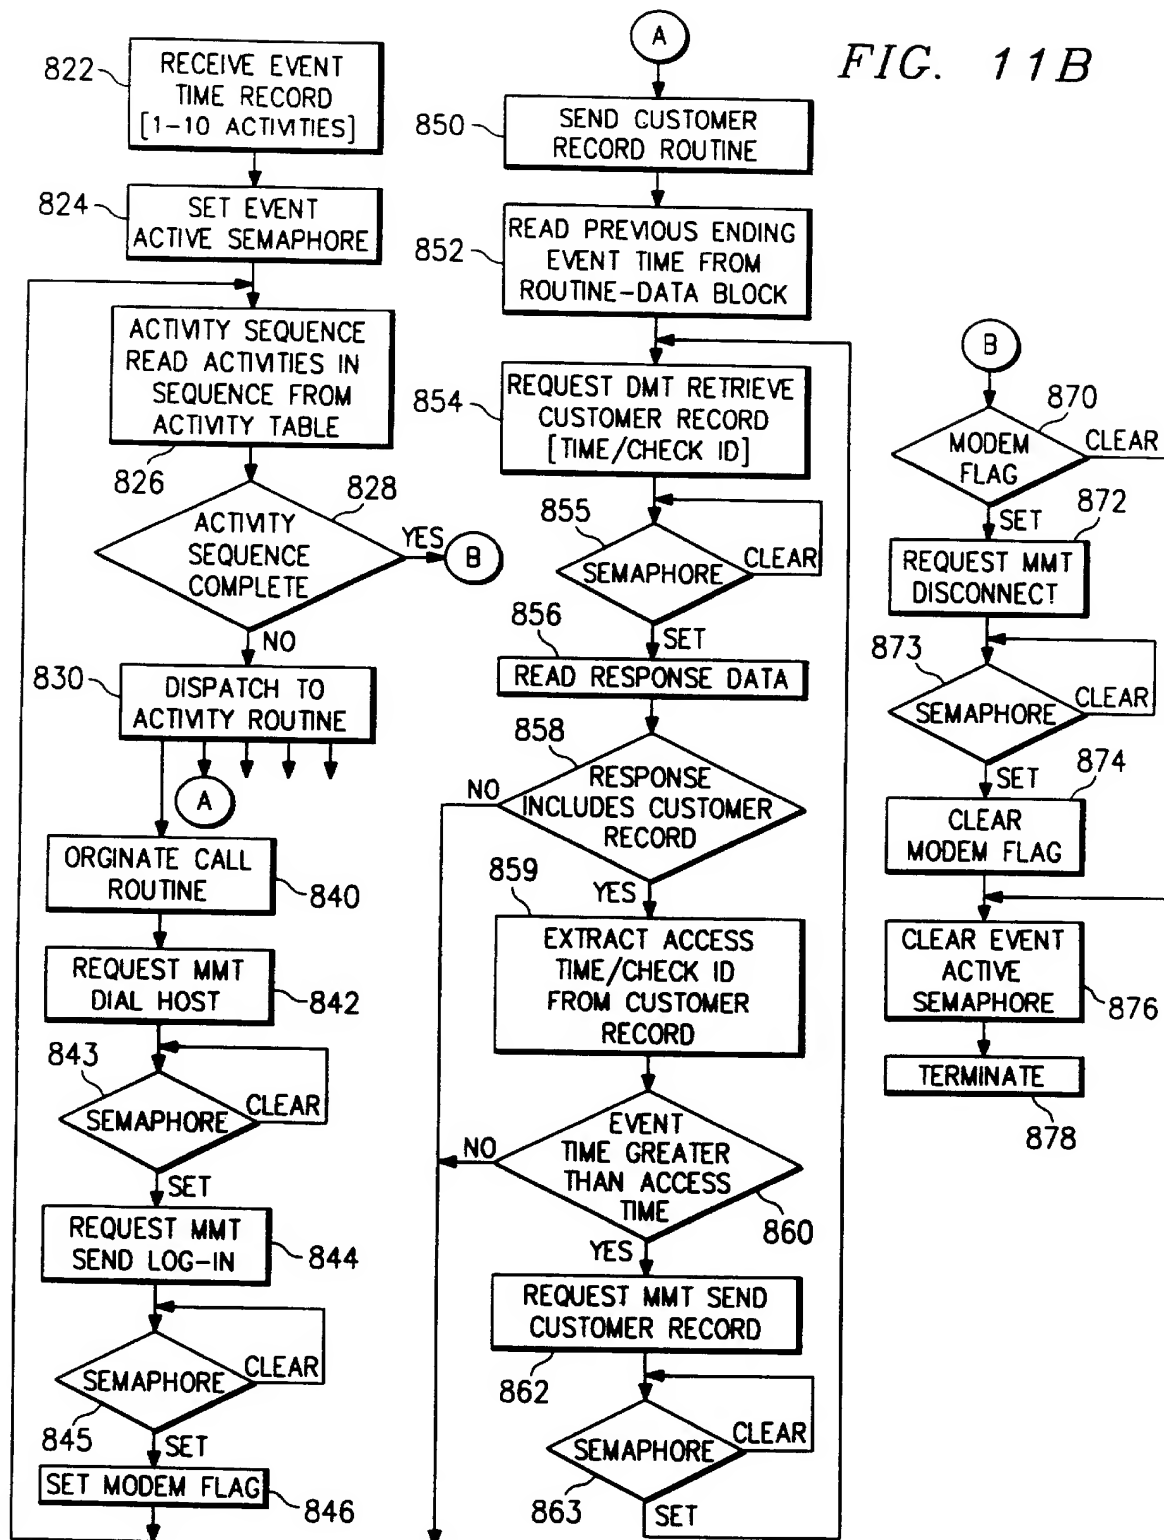 FIG. 11B
822
RECEIVE EVENT
TIME RECORD
[1-10 ACTIVITIES]
824
SET EVENT
ACTIVE SEMAPHORE
ACTIVITY SEQUENCE
READ ACTIVITIES IN
SEQUENCE FROM
ACTIVITY TABLE
826
828
ACTIVITY
SEQUENCE
COMPLETE
YES
B
NO
830
DISPATCH TO
ACTIVITY ROUTINE
A
ORGINATE CALL
ROUTINE
840
REQUEST MMT
DIAL HOST
842
843
SEMAPHORE
CLEAR
SET
REQUEST MMT
SEND LOG-IN
844
SEMAPHORE
CLEAR
845
SET
SET MODEM FLAG
846
A
850
SEND CUSTOMER
RECORD ROUTINE
852
READ PREVIOUS ENDING
EVENT TIME FROM
ROUTINE-DATA BLOCK
854
REQUEST DMT RETRIEVE
CUSTOMER RECORD
[TIME/CHECK ID]
855
SEMAPHORE
CLEAR
856
SET
READ RESPONSE DATA
858
NO
RESPONSE
INCLUDES CUSTOMER
RECORD
859
YES
EXTRACT ACCESS
TIME/CHECK ID
FROM CUSTOMER
RECORD
NO
EVENT
TIME GREATER
THAN ACCESS
TIME
860
YES
REQUEST MMT SEND
CUSTOMER RECORD
862
SEMAPHORE
CLEAR
863
SET
B
870
MODEM
FLAG
CLEAR
SET
872
REQUEST MMT
DISCONNECT
873
SEMAPHORE
CLEAR
SET
874
CLEAR
MODEM FLAG
CLEAR EVENT
ACTIVE
SEMAPHORE
876
TERMINATE
878